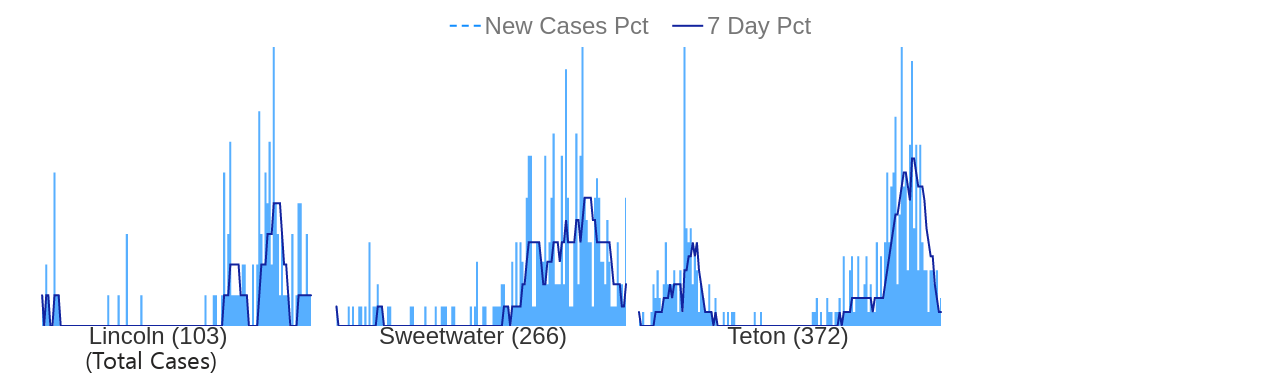 New Cases Pct 7 Day Pct
Lincoln (103) Sweetwater (266) Teton (372)
(Total Cases)